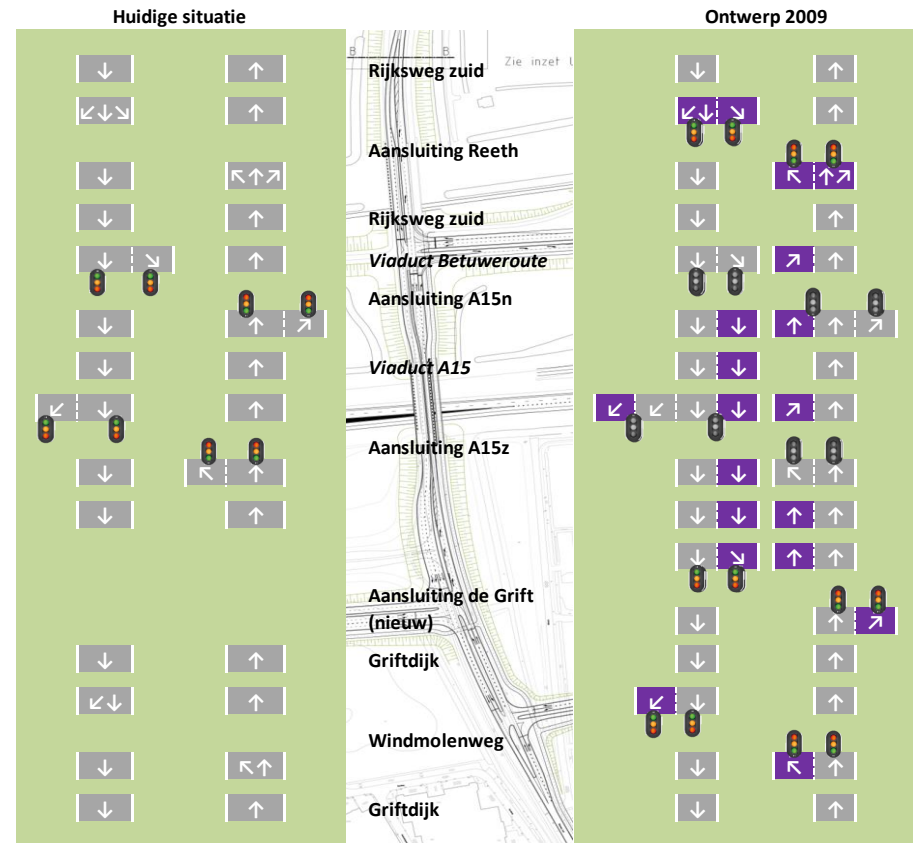 Huidige situatie
Ontwerp 2009
B B
Zie inzet
Rijksweg zuid
Aansluiting Reeth
Rijksweg zuid
Viaduct Betuweroute
Aansluiting A15n
Viaduct A15
Aansluiting A15z
Aansluiting de Grift
(nieuw)
Griftdijk
Windmolenweg
Griftdijk